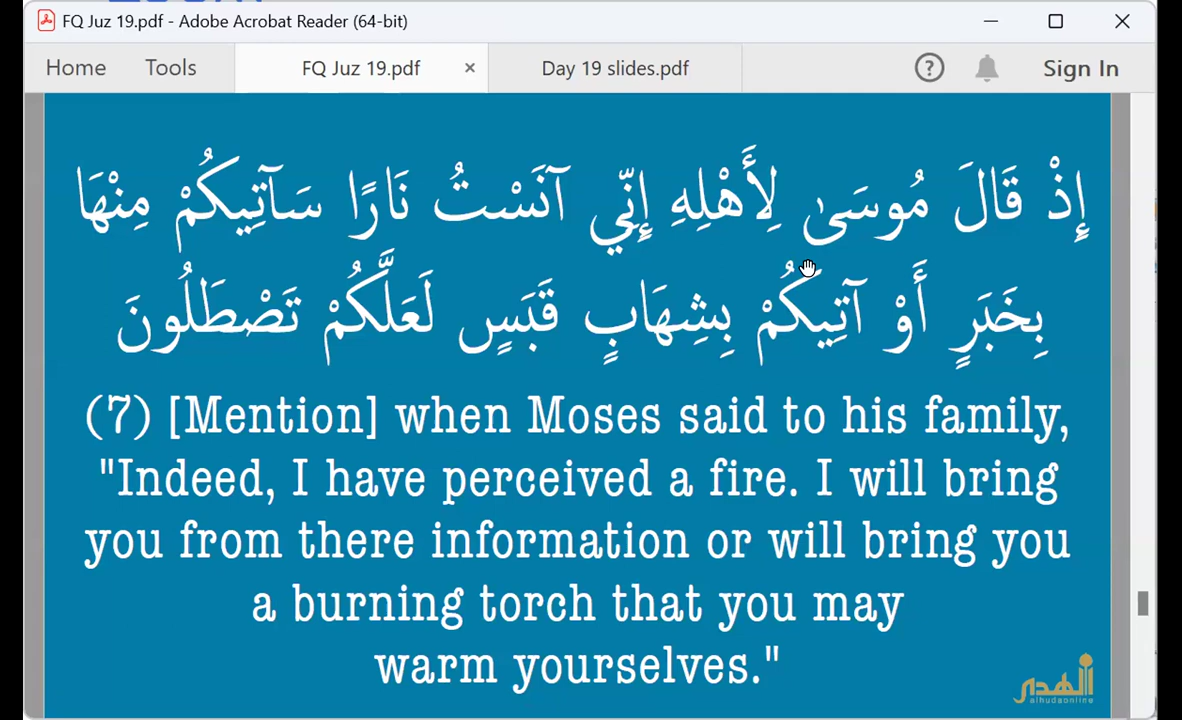 FQ Juz 19.pdf - Adobe Acrobat Reader (64-bit)
Home Tools FQ Juz 19.pdf × Day 19 slides.pdf ? Sign In
إِذْ قَالَ مُوسَىٰ لِأَهْلِهِ إِنِّي آنَسْتُ نَارًا سَآتِيكُمْ مِنْهَا
بِخَبَرٍ أَوْ آتِيكُمْ بِشِهَابٍ قَبَسٍ لَعَلَّكُمْ تَصْطَلُونَ
(7) [Mention] when Moses said to his family,
"Indeed, I have perceived a fire. I will bring
you from there information or will bring you
a burning torch that you may
warm yourselves."
الهدى
alhudaonline